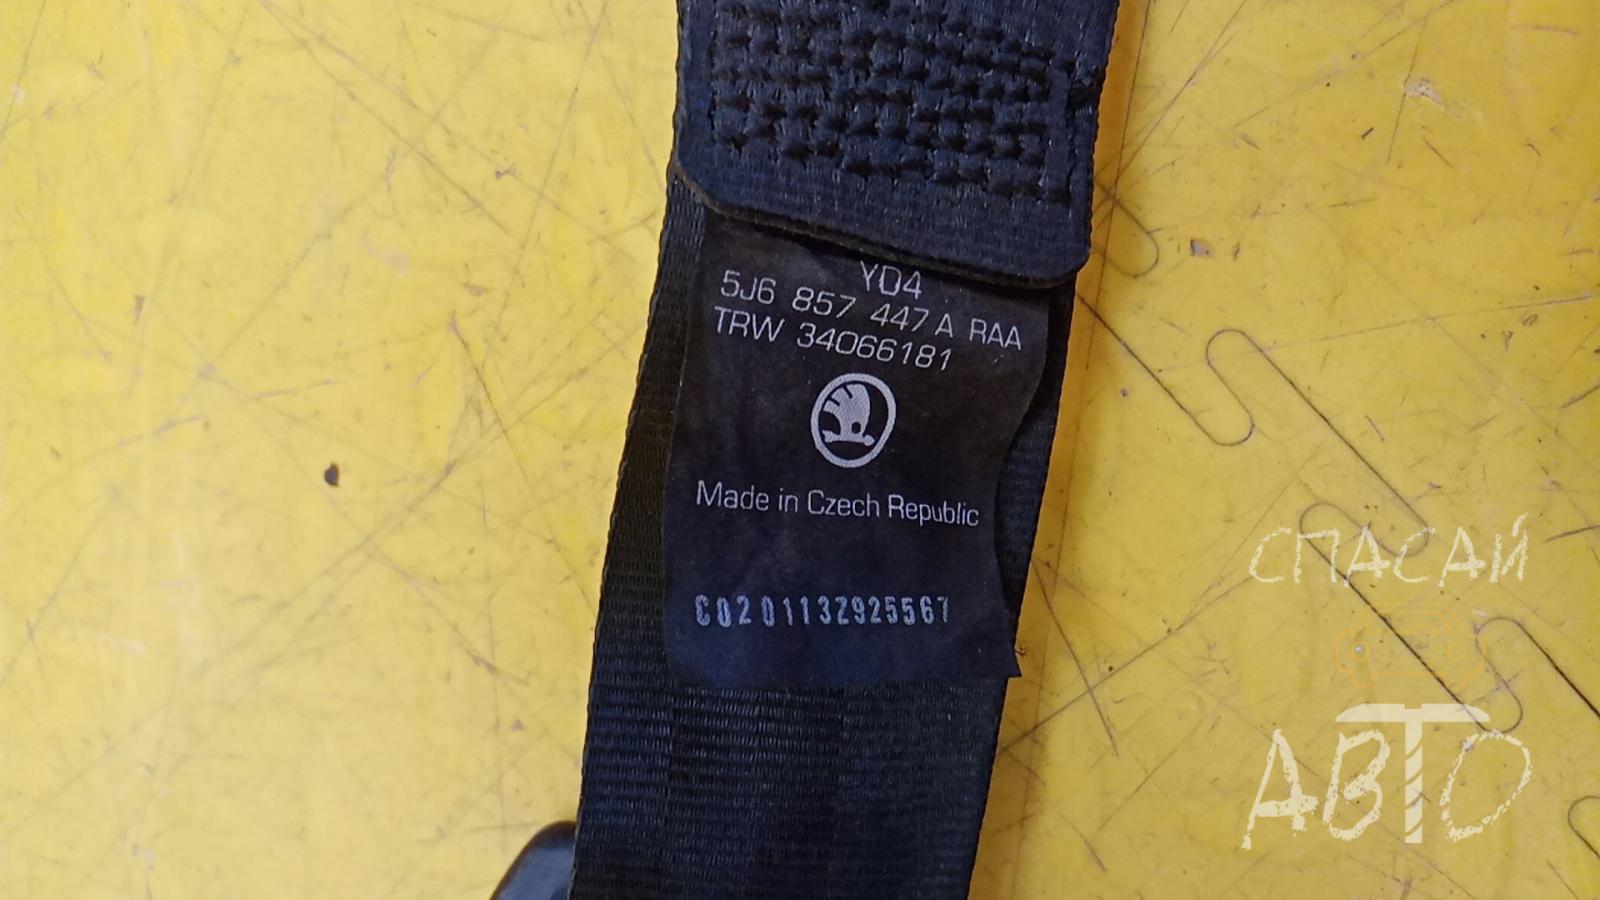 YD4
5J6 857 447 A RAA
TRW 34066181
Made in Czech Republic
C0201132925567
СПАСАЙ
АВТО